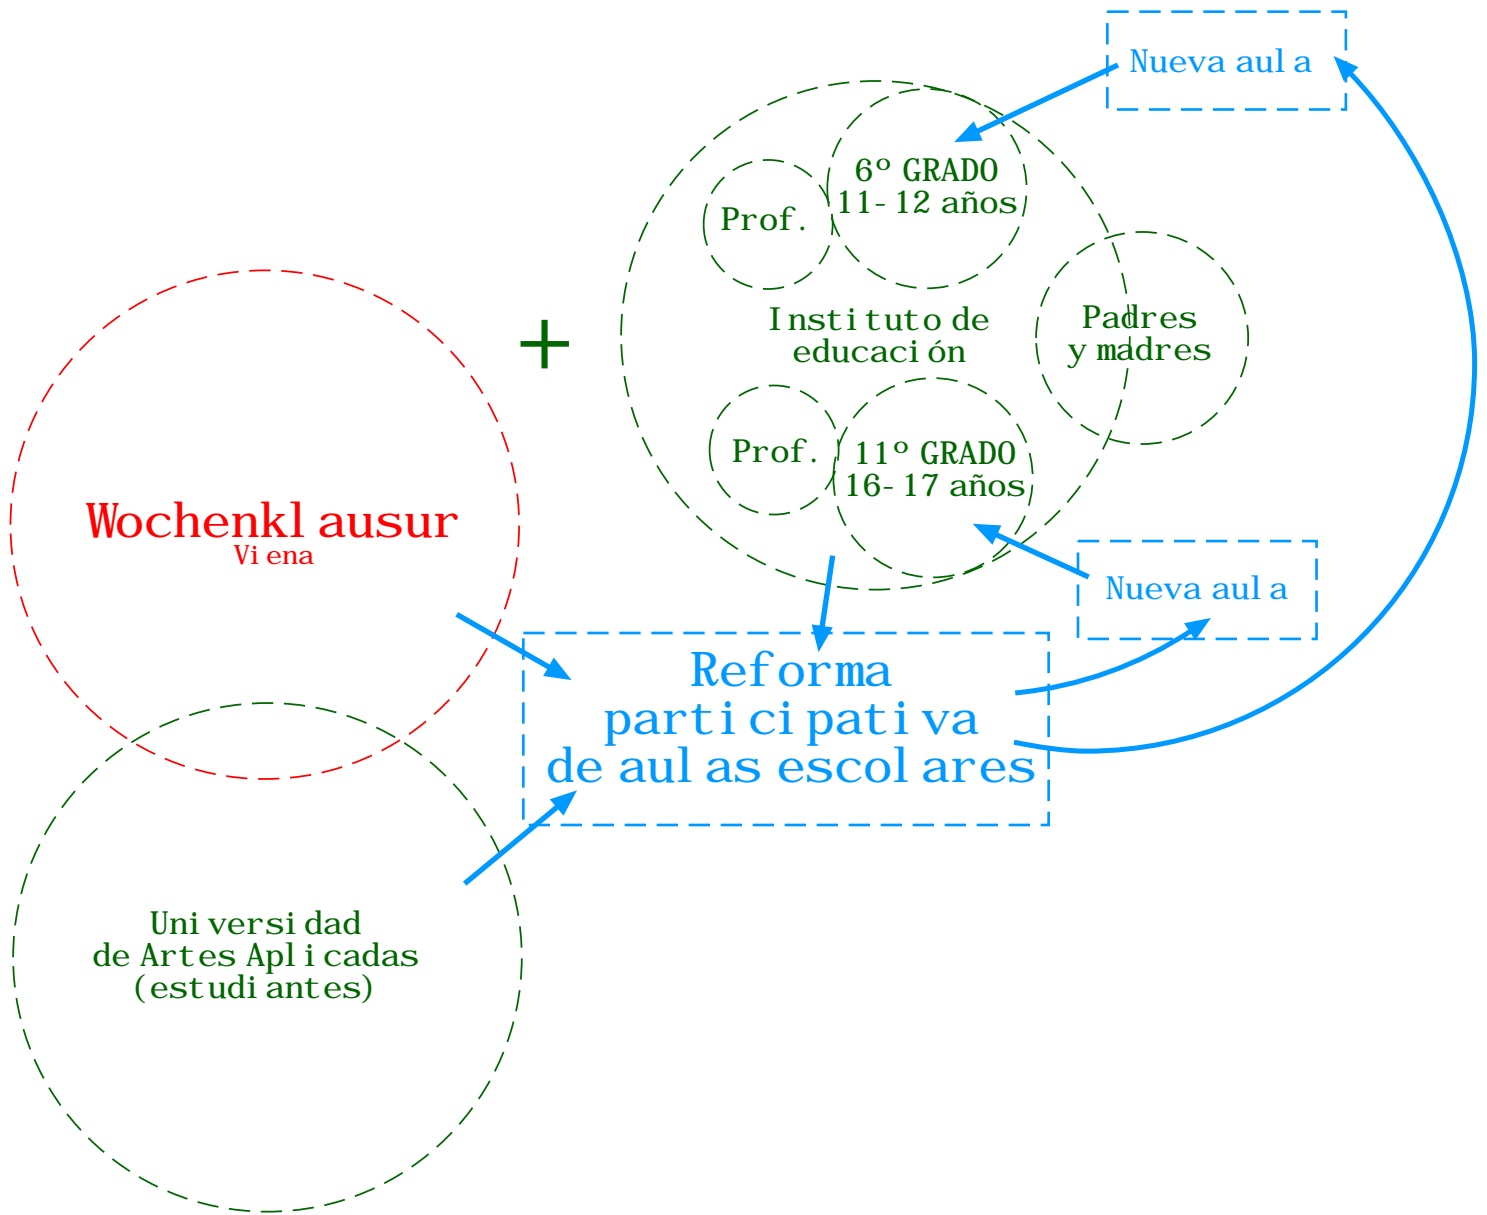 Nueva aula
6º GRADO
11-12 años
Prof.
Instituto de
educación
Padres
y madres
+
Prof.
11º GRADO
16-17 años
Wochenklausur
Viena
Nueva aula
Reforma
participativa
de aulas escolares
Universidad
de Artes Aplicadas
(estudiantes)